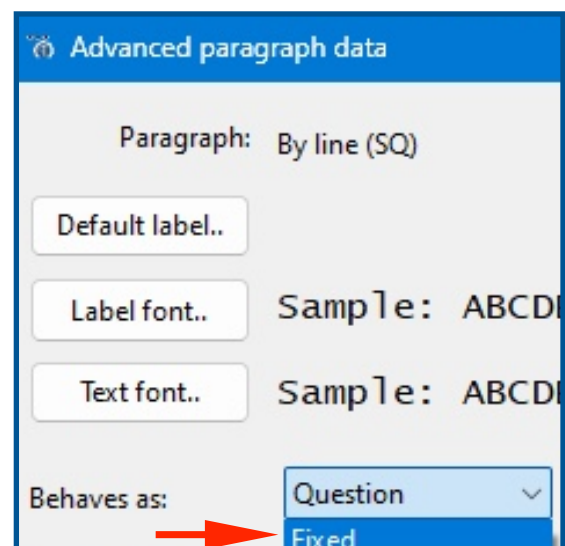 Advanced paragraph data
Paragraph: By line (SQ)
Default label..
Label font.. Sample: ABCD
Text font.. Sample: ABCD
Behaves as: Question
Fixed